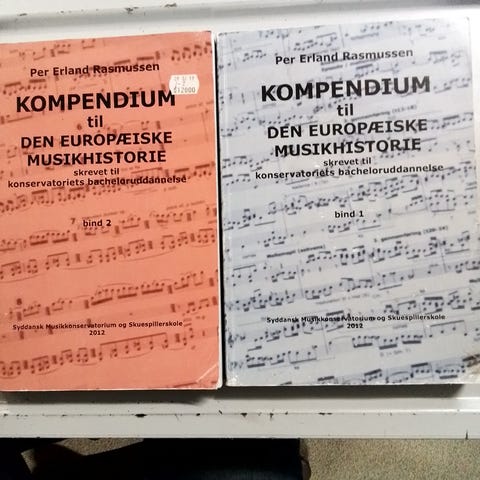 Per Erland Rasmussen
KOMPENDIUM
til
DEN EUROPÆISKE
MUSIKHISTORIE
skrevet til
konservatoriets bacheloruddannelse
bind 2
Syddansk Musikkonservatorium og Skuespillerskole
2012
Per Erland Rasmussen
KOMPENDIUM
til
DEN EUROPÆISKE
MUSIKHISTORIE
skrevet til
konservatoriets bacheloruddannelse
bind 1
Syddansk Musikkonservatorium og Skuespillerskole
2012